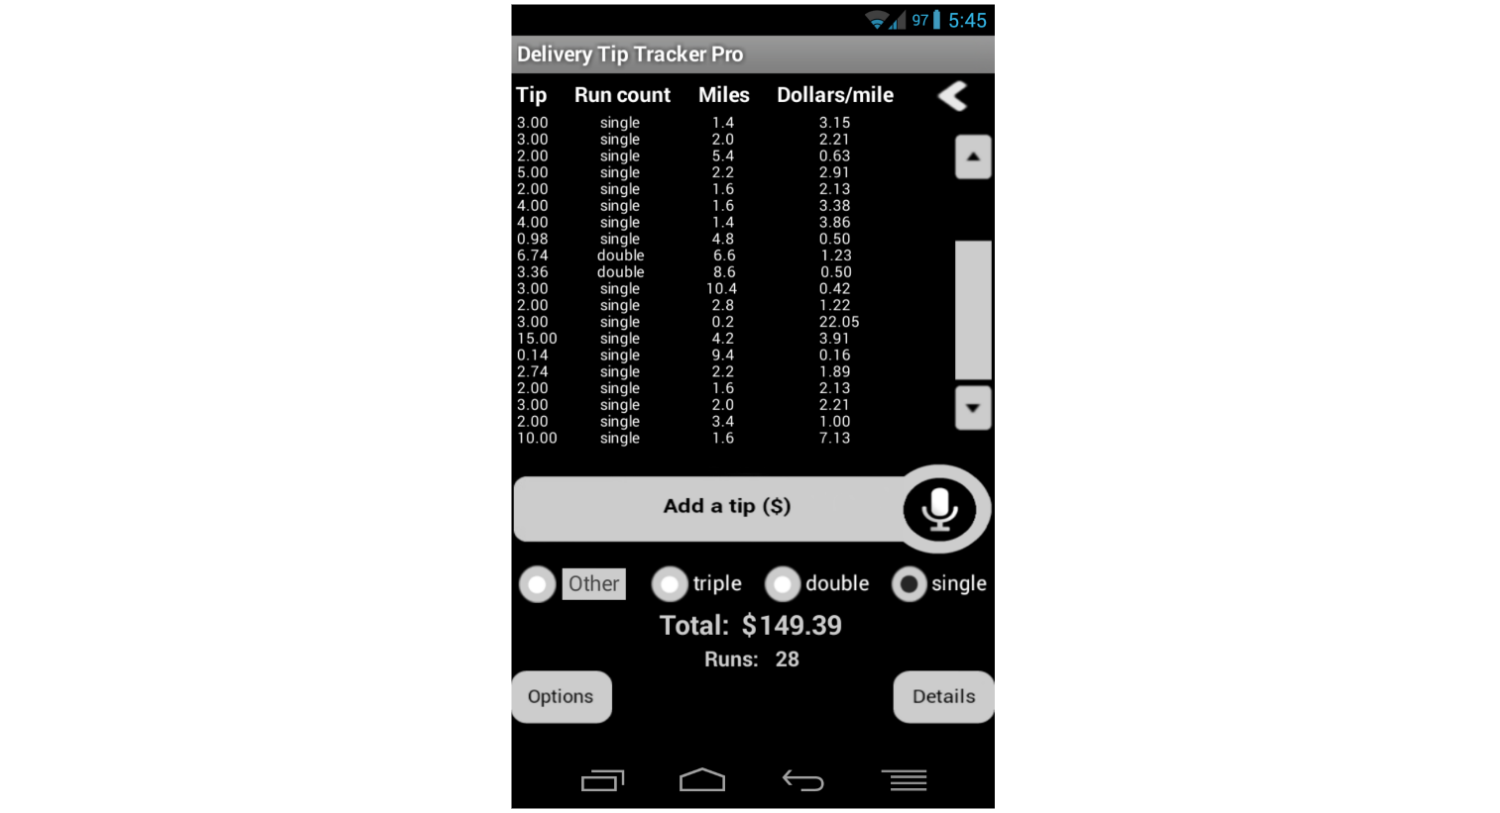 97 5:45
Delivery Tip Tracker Pro
Tip Run count Miles Dollars/mile
3.00 single 1.4 3.15
3.00 single 2.0 2.21
2.00 single 5.4 0.63
5.00 single 2.2 2.91
2.00 single 1.6 2.13
4.00 single 1.6 3.38
4.00 single 1.4 3.86
0.98 single 4.8 0.50
6.74 double 6.6 1.23
3.36 double 8.6 0.50
3.00 single 10.4 0.42
2.00 single 2.8 1.22
3.00 single 0.2 22.05
15.00 single 4.2 3.91
0.14 single 9.4 0.16
2.74 single 2.2 1.89
2.00 single 1.6 2.13
3.00 single 2.0 2.21
2.00 single 3.4 1.00
10.00 single 1.6 7.13
Add a tip ($)
Other triple double single
Total: $149.39
Runs: 28
Options Details